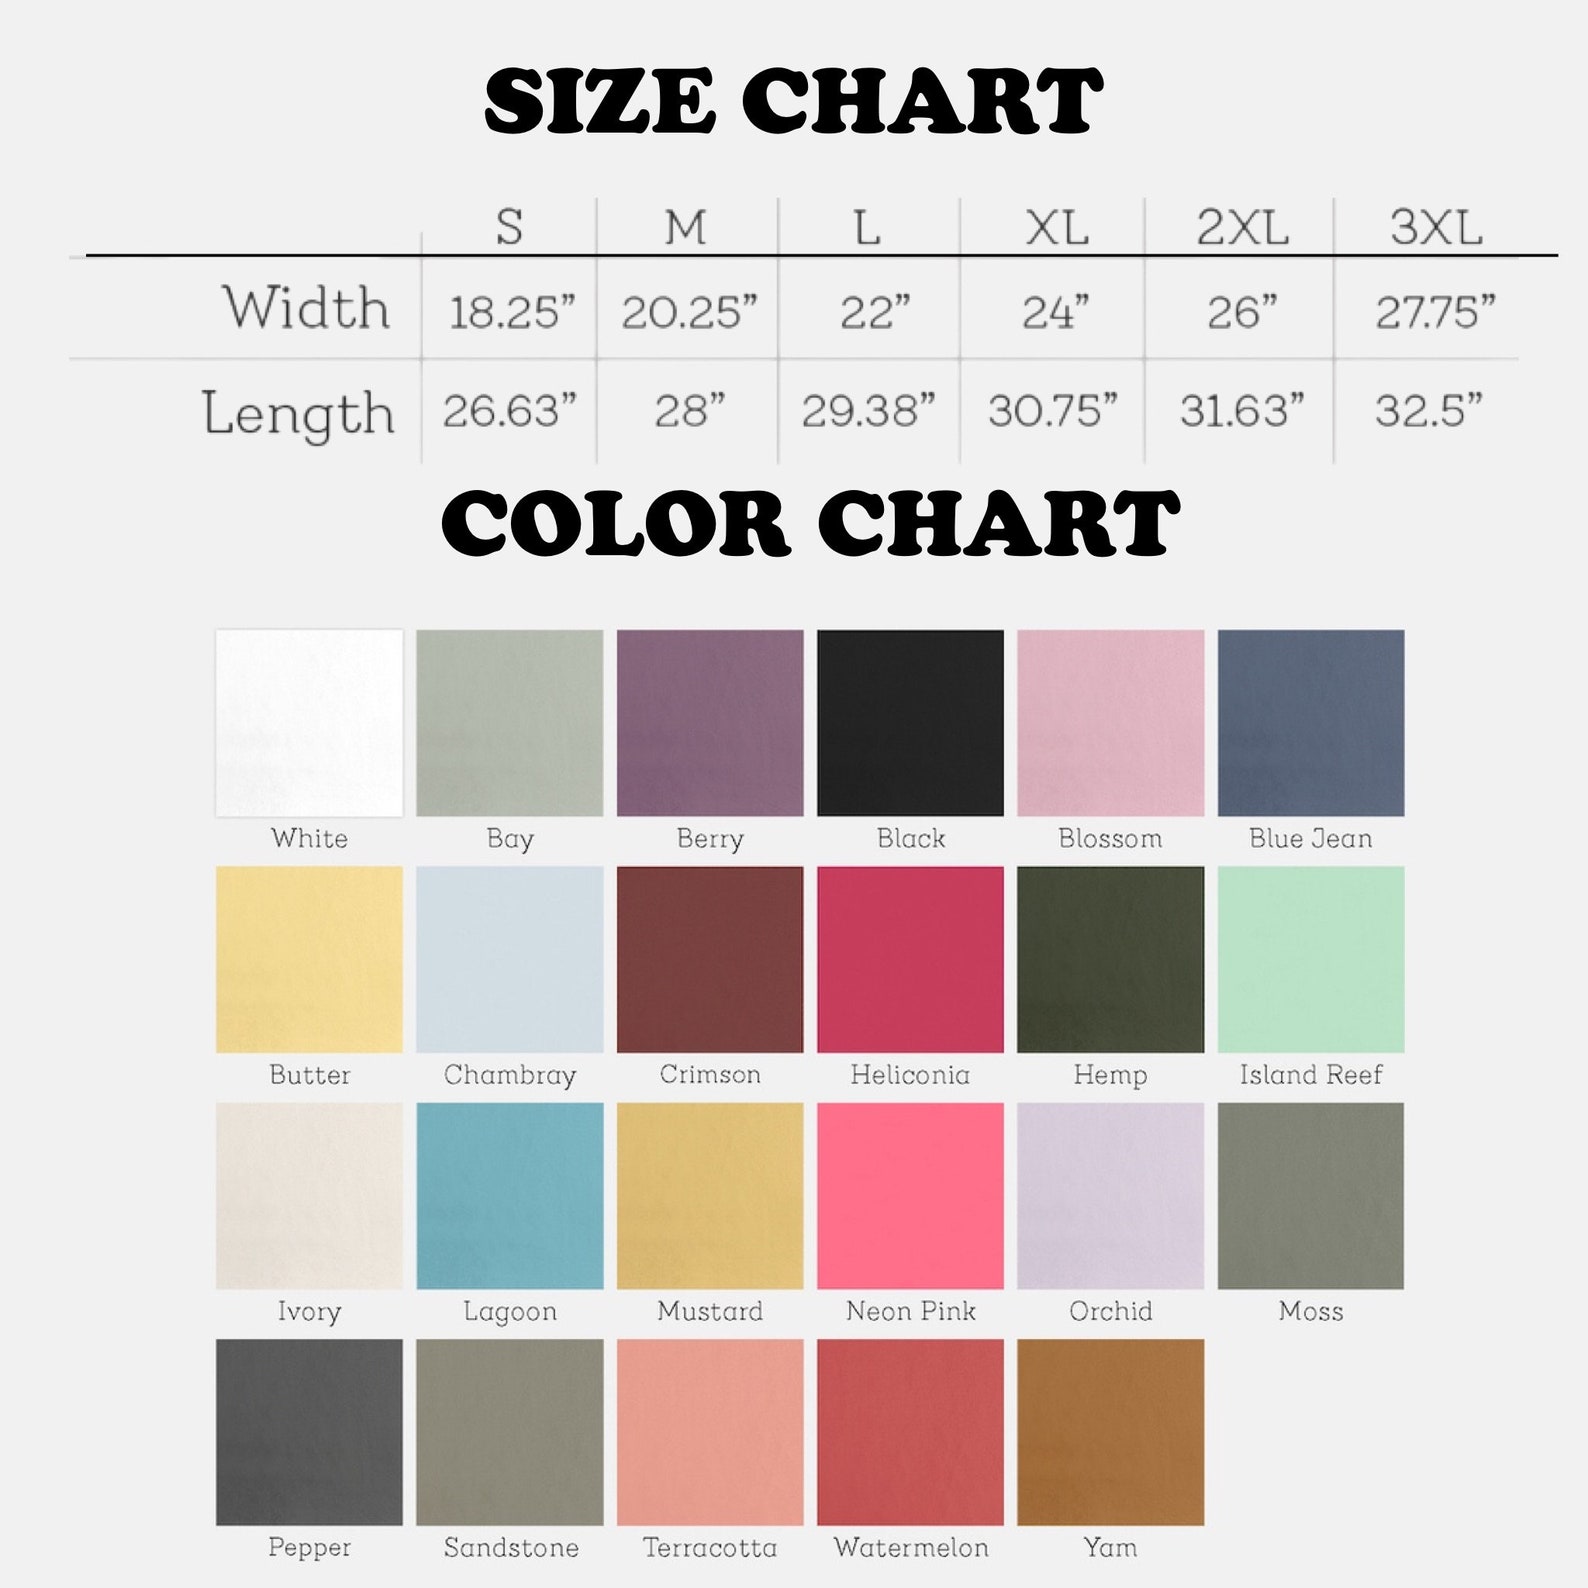 SIZE CHART
S M L XL 2XL 3XL
Width 18.25” 20.25” 22” 24” 26” 27.75”
Length 26.63” 28” 29.38” 30.75” 31.63” 32.5”
COLOR CHART
White Bay Berry Black Blossom Blue Jean
Butter Chambray Crimson Heliconia Hemp Island Reef
Ivory Lagoon Mustard Neon Pink Orchid Moss
Pepper Sandstone Terracotta Watermelon Yam